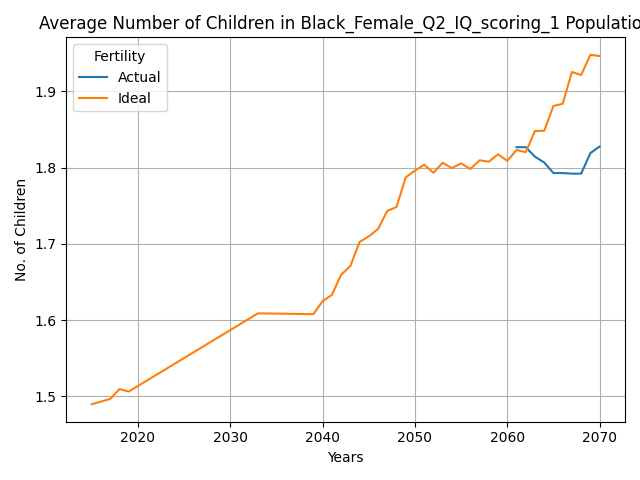 Average Number of Children in Black_Female_Q2_IQ_scoring_1 Populatio
Fertility
Actual
Ideal
No. of Children
1.9
1.8
1.7
1.6
1.5
2020 2030 2040 2050 2060 2070
Years